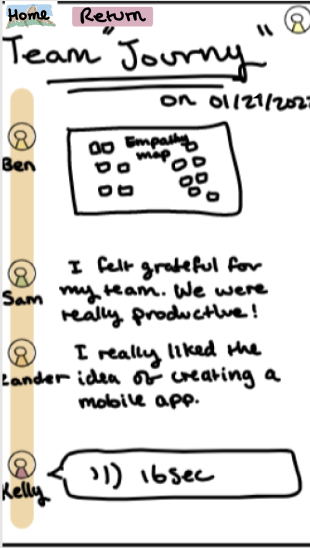 Home Return
Team "Journy"
on 01/21/202
Empathy
map
Ben
I felt grateful for
my team. We were
really productive!
Sam
I really liked the
idea of creating a
mobile app.
Lander
16sec
Kelly